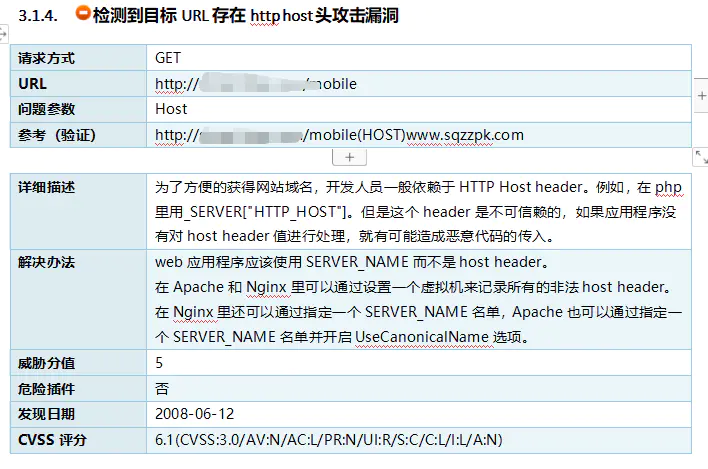 3.1.4. 检测到目标 URL 存在 http host 头攻击漏洞
请求方式 GET
URL http:// /mobile
问题参数 Host
参考（验证） http:// /mobile(HOST)www.sqzzpk.com
详细描述 为了方便的获得网站域名，开发人员一般依赖于 HTTP Host header。例如，在 php
里用_SERVER["HTTP_HOST"]。但是这个 header 是不可信赖的，如果应用程序没
有对 host header 值进行处理，就有可能造成恶意代码的传入。
解决办法 web 应用程序应该使用 SERVER_NAME 而不是 host header。
在 Apache 和 Nginx 里可以通过设置一个虚拟机来记录所有的非法 host header。
在 Nginx 里还可以通过指定一个 SERVER_NAME 名单，Apache 也可以通过指定一
个 SERVER_NAME 名单并开启 UseCanonicalName 选项。
威胁分值 5
危险插件 否
发现日期 2008-06-12
CVSS 评分 6.1(CVSS:3.0/AV:N/AC:L/PR:N/UI:R/S:C/C:L/I:L/A:N)